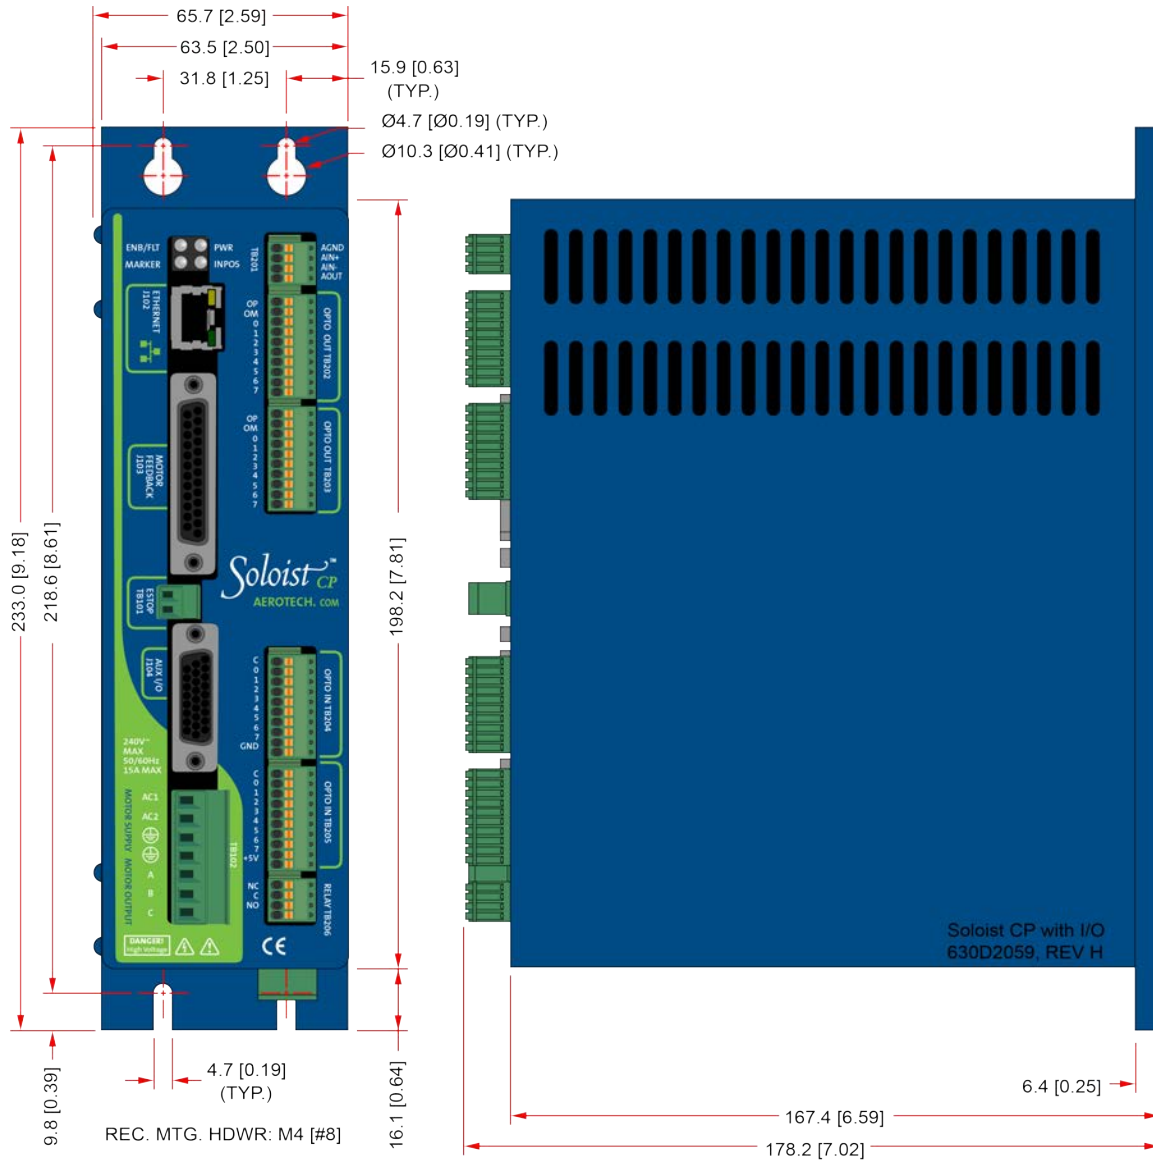 65.7 [2.59]
63.5 [2.50]
31.8 [1.25]
15.9 [0.63]
(TYP.)
Ø4.7 [Ø0.19] (TYP.)
Ø10.3 [Ø0.41] (TYP.)
233.0 [9.18]
218.6 [8.61]
198.2 [7.81]
ENB/FLT
PWR
MARKER
INPOS
TB201
AGND
AIN+
AIN-
AOUT
ETHERNET
J102
OP
OM
0
1
2
3
4
5
6
7
OPTO OUT TB202
OP
OM
0
1
2
3
4
5
6
7
OPTO OUT TB203
MOTOR
FEEDBACK
J103
Soloist™
CP
AEROTECH. COM
ESTOP
TB101
AUX I/O
J104
C
0
1
2
3
4
5
6
7
GND
OPTO IN TB204
240V~
MAX
50/60Hz
15A MAX
C
0
1
2
3
4
5
6
7
+5V
OPTO IN TB205
AC1
AC2
A
B
C
MOTOR SUPPLY
MOTOR OUTPUT
TB102
NC
C
NO
RELAY TB206
DANGER!
High Voltage
CE
Soloist CP with I/O
630D2059, REV H
9.8 [0.39]
4.7 [0.19]
(TYP.)
16.1 [0.64]
REC. MTG. HDWR: M4 [#8]
6.4 [0.25]
167.4 [6.59]
178.2 [7.02]